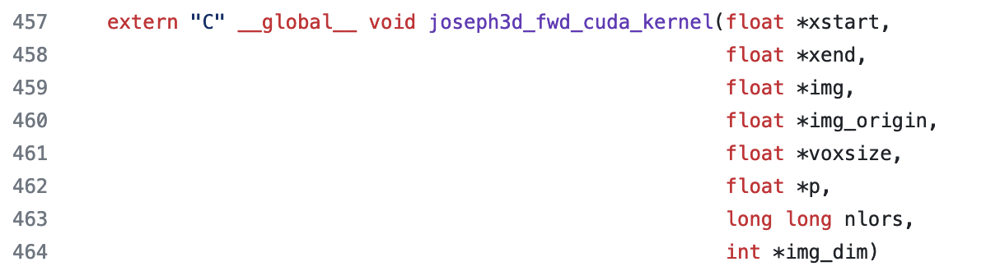 457 extern "C" __global__ void joseph3d_fwd_cuda_kernel(float *xstart,
458 float *xend,
459 float *img,
460 float *img_origin,
461 float *voxsize,
462 float *p,
463 long long nlors,
464 int *img_dim)